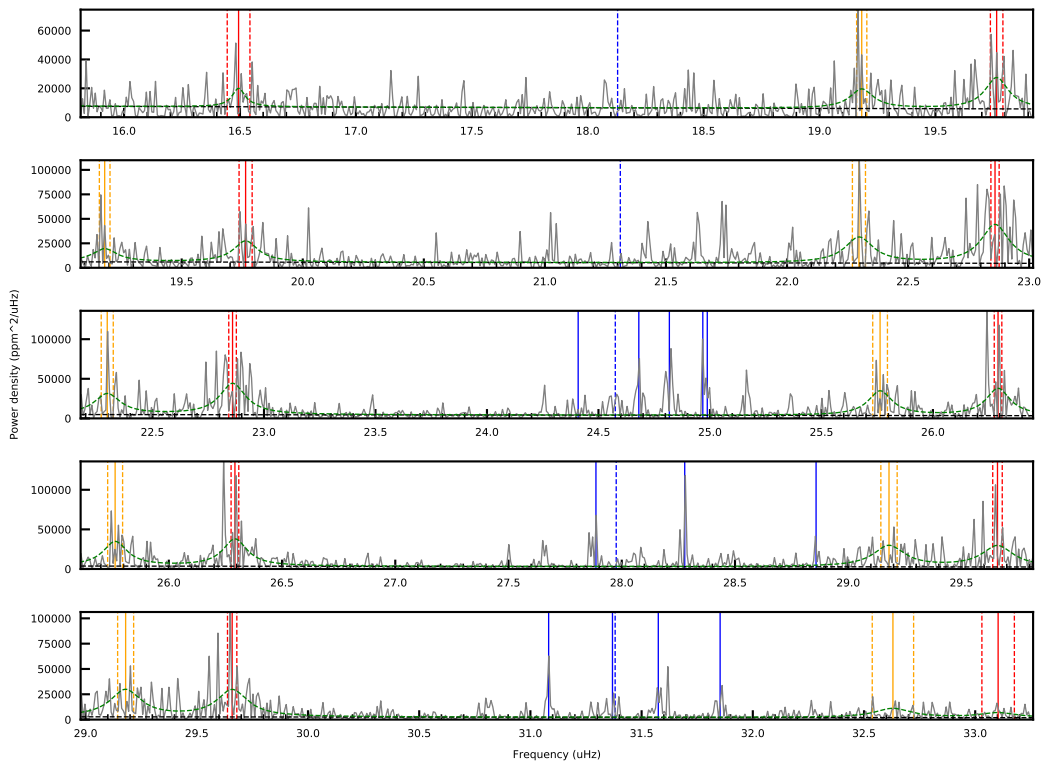 60000
40000
20000
0
16.0 16.5 17.0 17.5 18.0 18.5 19.0 19.5
100000
75000
50000
25000
0
19.5 20.0 20.5 21.0 21.5 22.0 22.5 23.0
Power density (ppm^2/uHz)
100000
50000
0
22.5 23.0 23.5 24.0 24.5 25.0 25.5 26.0
100000
50000
0
26.0 26.5 27.0 27.5 28.0 28.5 29.0 29.5
100000
75000
50000
25000
0
29.0 29.5 30.0 30.5 31.0 31.5 32.0 32.5 33.0
Frequency (uHz)